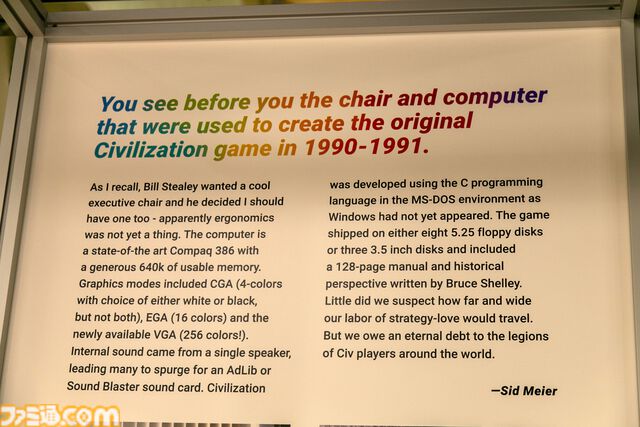 You see before you the chair and computer
that were used to create the original
Civilization game in 1990-1991.
As I recall, Bill Stealey wanted a cool
executive chair and he decided I should
have one too - apparently ergonomics
was not yet a thing. The computer is
a state-of-the art Compaq 386 with
a generous 640k of usable memory.
Graphics modes included CGA (4-colors
with choice of either white or black,
but not both), EGA (16 colors) and the
newly available VGA (256 colors!).
Internal sound came from a single speaker,
leading many to spurge for an AdLib or
Sound Blaster sound card. Civilization
was developed using the C programming
language in the MS-DOS environment as
Windows had not yet appeared. The game
shipped on either eight 5.25 floppy disks
or three 3.5 inch disks and included
a 128-page manual and historical
perspective written by Bruce Shelley.
Little did we suspect how far and wide
our labor of strategy-love would travel.
But we owe an eternal debt to the legions
of Civ players around the world.
—Sid Meier
ファミ通.com